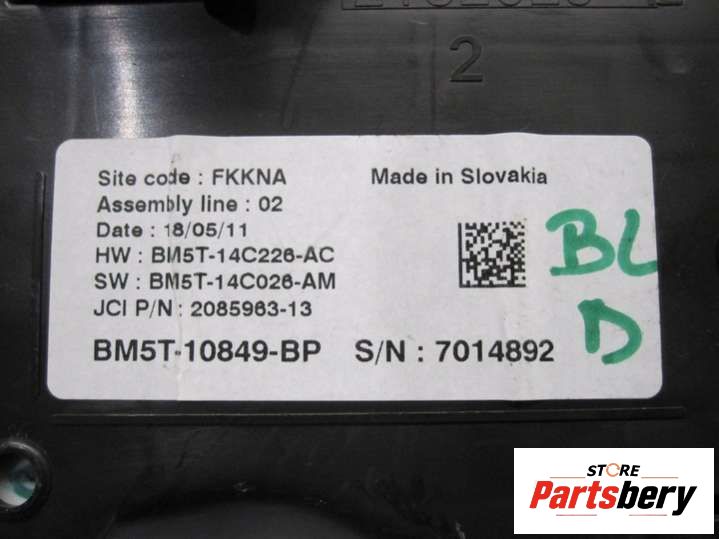 2
Site code : FKKNA
Made in Slovakia
Assembly line : 02
Date : 18/05/11
HW : BM5T-14C226-AC
SW : BM5T-14C026-AM
JCI P/N : 2085963-13
BM5T-10849-BP S/N : 7014892
BL
D
STORE
Partsbery